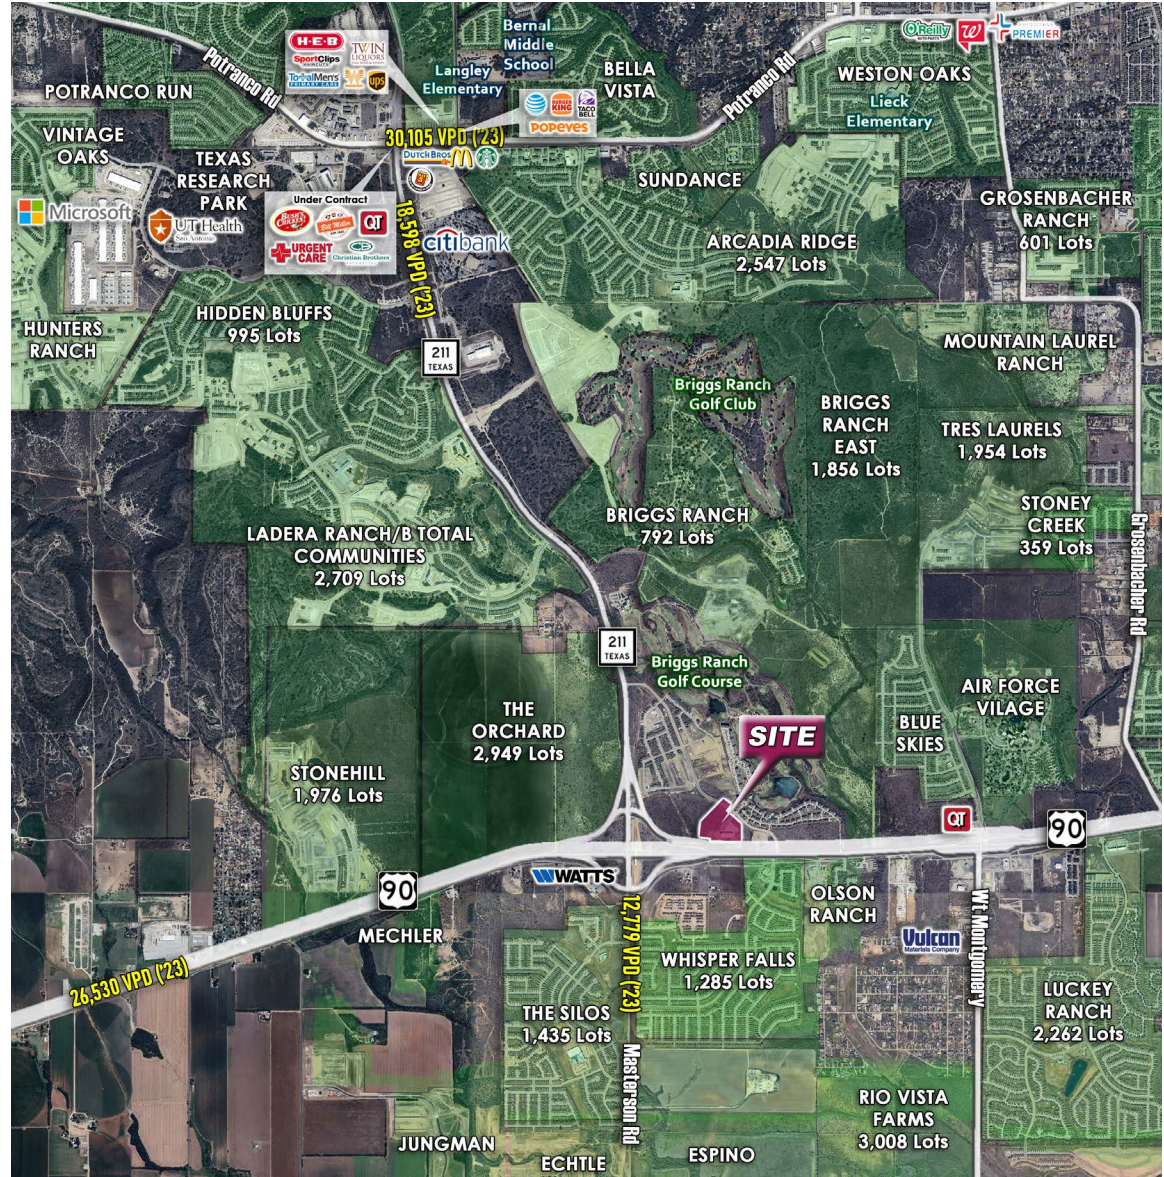 Bernal
Middle
School
O'Reilly
AUTO PARTS
W
PREMIER
H-E-B
SportClips
HAIRCUTS
TWIN
LIQUORS
Total Men's
PRIMARY CARE
ups
Potranco Rd
Langley
Elementary
BELLA
VISTA
Potranco Rd
WESTON OAKS
POTRANCO RUN
Lieck
Elementary
AT&T
BURGER
KING
TACO
BELL
POPEYES
VINTAGE
OAKS
30,105 VPD ('23)
DUTCH BROS
TEXAS
RESEARCH
PARK
SUNDANCE
GROSENBACHER
RANCH
601 Lots
Microsoft
UT Health
San Antonio
Under Contract
BUSH'S
CHICKEN
Bill Miller
QT
URGENT
CARE
Christian Brothers
18,598 VPD ('23)
citibank
ARCADIA RIDGE
2,547 Lots
HIDDEN BLUFFS
995 Lots
HUNTERS
RANCH
211
TEXAS
MOUNTAIN LAUREL
RANCH
Briggs Ranch
Golf Club
BRIGGS
RANCH
EAST
1,856 Lots
TRES LAURELS
1,954 Lots
STONEY
CREEK
359 Lots
BRIGGS RANCH
792 Lots
LADERA RANCH/B TOTAL
COMMUNITIES
2,709 Lots
Grosenbacher Rd
211
TEXAS
Briggs Ranch
Golf Course
AIR FORCE
VILAGE
THE
ORCHARD
2,949 Lots
BLUE
SKIES
SITE
STONEHILL
1,976 Lots
QT
90
WATTS
90
OLSON
RANCH
MECHLER
12,779 VPD ('23)
W.T. Montgomery
Vulcan
Materials Company
WHISPER FALLS
1,285 Lots
26,530 VPD ('23)
THE SILOS
1,435 Lots
LUCKEY
RANCH
2,262 Lots
Masterson Rd
RIO VISTA
FARMS
3,008 Lots
JUNGMAN
ECHTLE
ESPINO